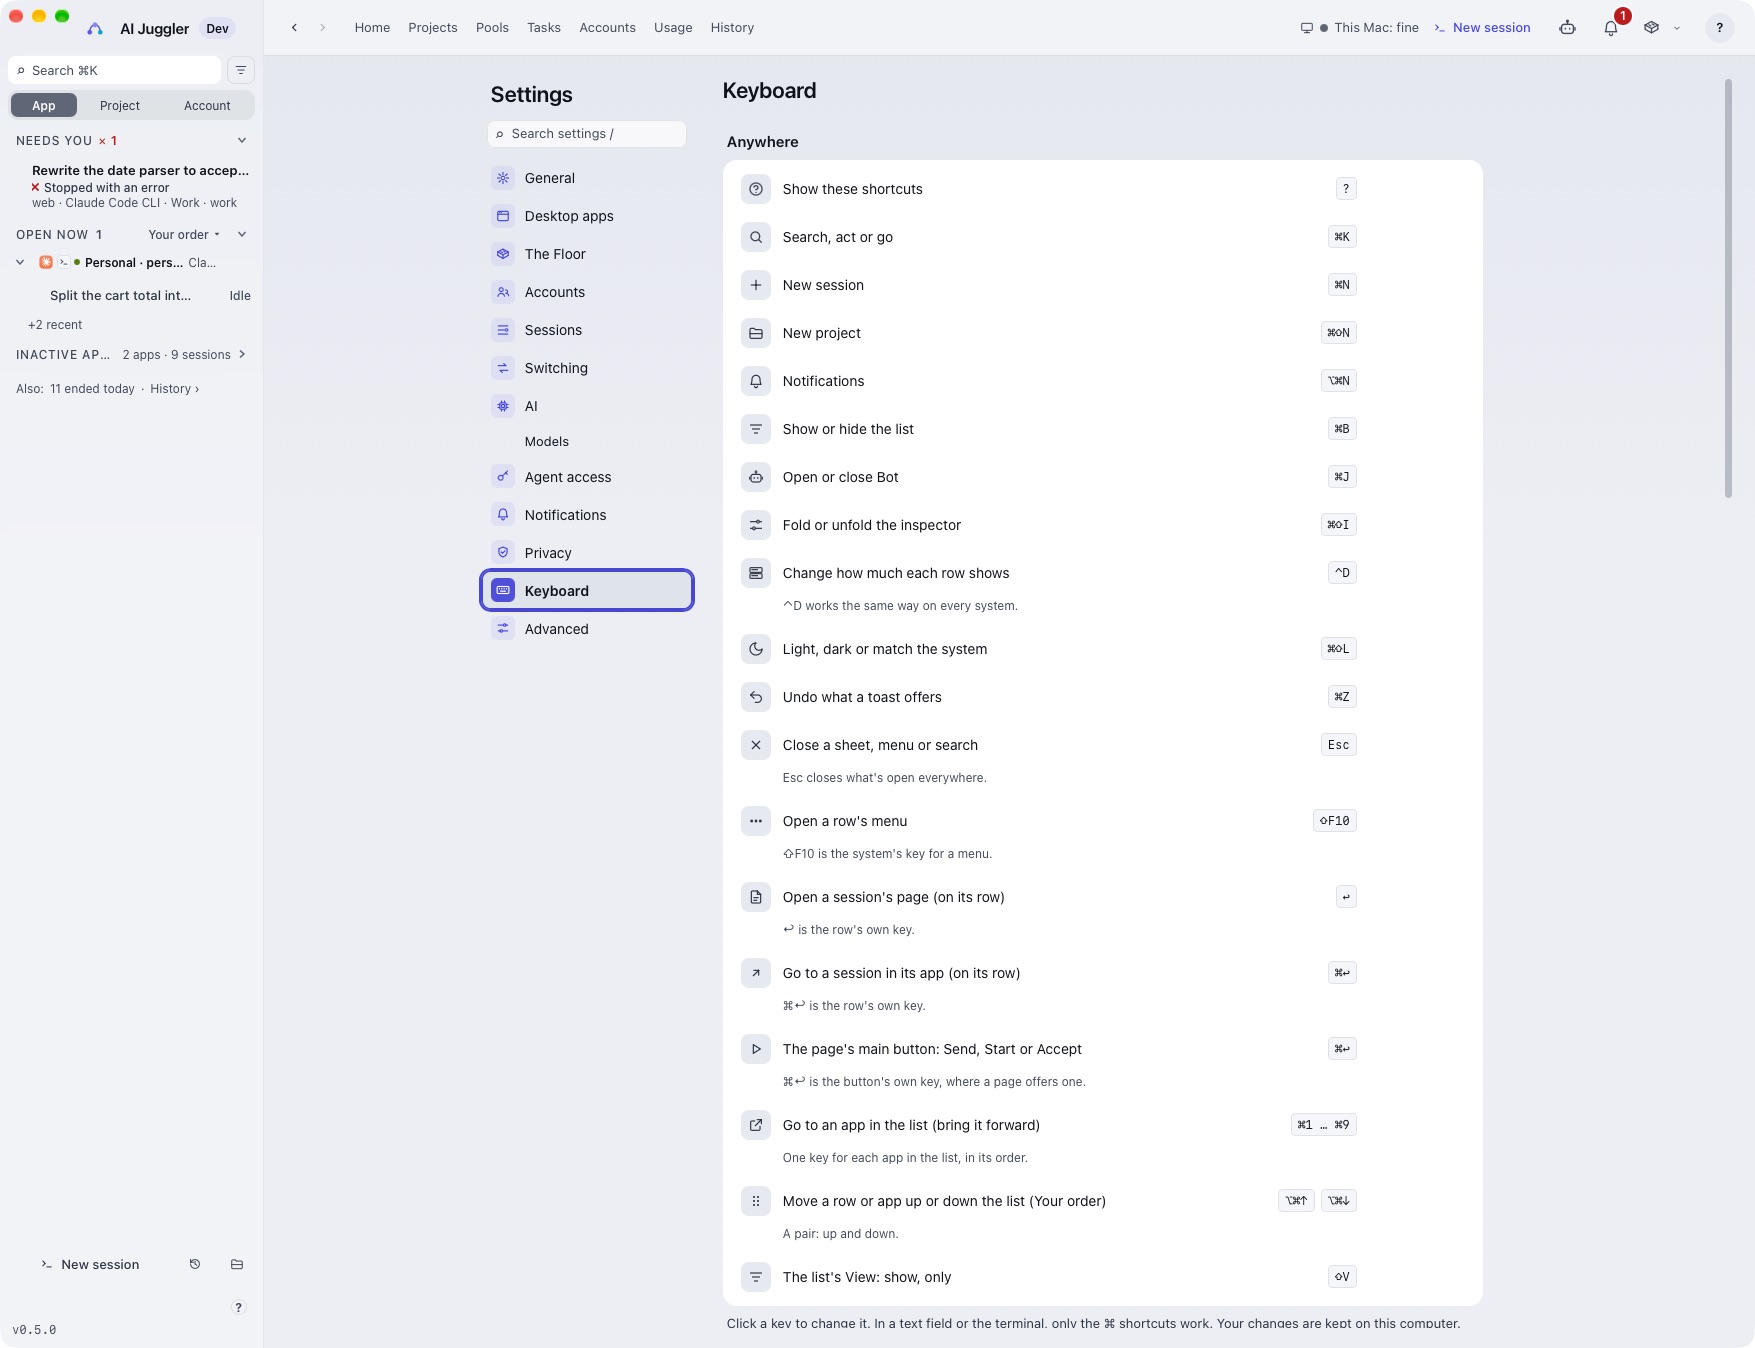 AI Juggler Dev
Search ⌘K
App Project Account
NEEDS YOU × 1
Rewrite the date parser to accep...
× Stopped with an error
web · Claude Code CLI · Work · work
OPEN NOW 1 Your order
Personal · pers... Cla...
Split the cart total int... Idle
+2 recent
INACTIVE AP... 2 apps · 9 sessions
Also: 11 ended today · History ›
New session
?
v0.5.0
Home Projects Pools Tasks Accounts Usage History
This Mac: fine New session 1 ?
Settings
Search settings /
General
Desktop apps
The Floor
Accounts
Sessions
Switching
AI
Models
Agent access
Notifications
Privacy
Keyboard
Advanced
Keyboard
Anywhere
Show these shortcuts ?
Search, act or go ⌘K
New session ⌘N
New project ⌘⇧N
Notifications ⌥⌘N
Show or hide the list ⌘B
Open or close Bot ⌘J
Fold or unfold the inspector ⌘⇧I
Change how much each row shows ^D
^D works the same way on every system.
Light, dark or match the system ⌘⇧L
Undo what a toast offers ⌘Z
Close a sheet, menu or search Esc
Esc closes what's open everywhere.
Open a row's menu ⇧F10
⇧F10 is the system's key for a menu.
Open a session's page (on its row) ↩
↩ is the row's own key.
Go to a session in its app (on its row) ⌘↩
⌘↩ is the row's own key.
The page's main button: Send, Start or Accept ⌘↩
⌘↩ is the button's own key, where a page offers one.
Go to an app in the list (bring it forward) ⌘1 … ⌘9
One key for each app in the list, in its order.
Move a row or app up or down the list (Your order) ⌥⌘↑ ⌥⌘↓
A pair: up and down.
The list's View: show, only ⇧V
Click a key to change it. In a text field or the terminal, only the ⌘ shortcuts work. Your changes are kept on this computer.